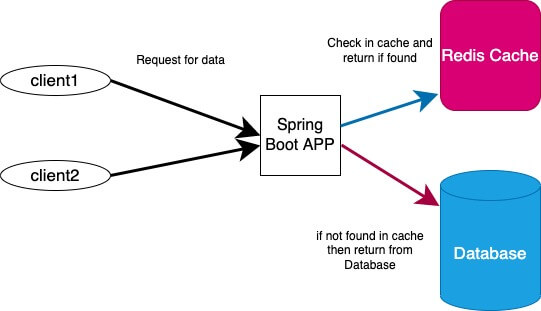 client1
Request for data
client2
Spring
Boot APP
Check in cache and
return if found
Redis Cache
if not found in cache
then return from
Database
Database